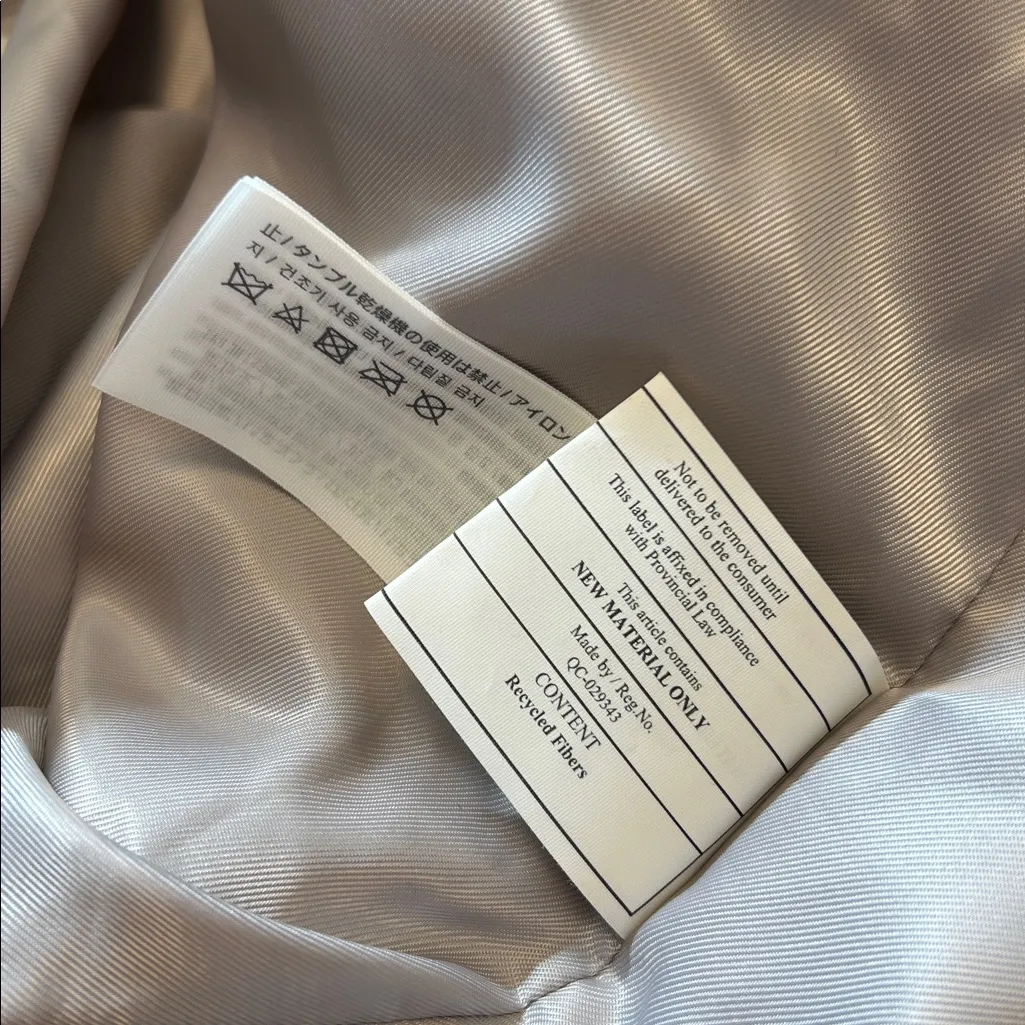 止/タンブル乾燥機の使用は禁止/アイロン
지/건조기 사용 금지/다림질 금지
Not to be removed until
delivered to the consumer
This label is affixed in compliance
with Provincial Law
This article contains
NEW MATERIAL ONLY
Made by / Reg.No.
QC-029343
CONTENT
Recycled Fibers